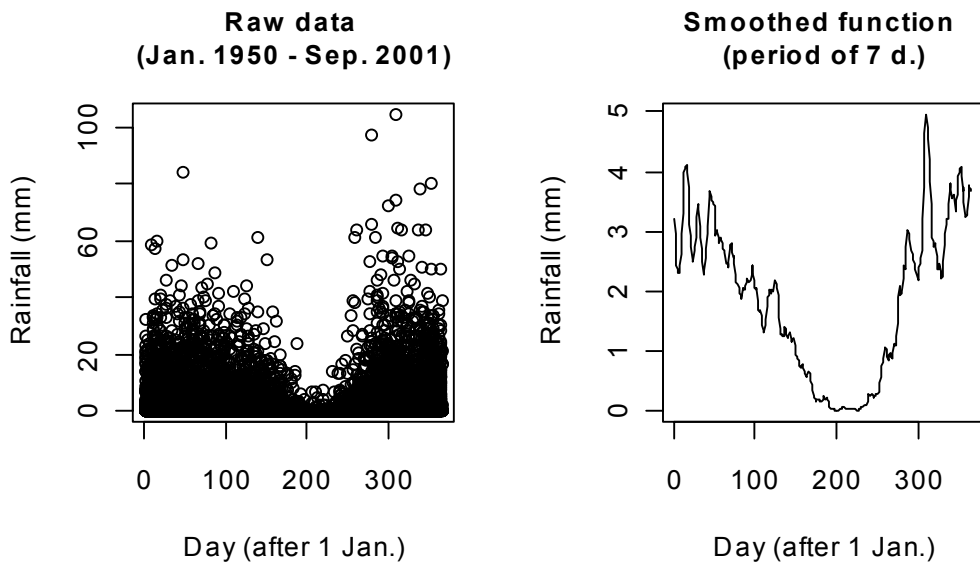 Raw data
(Jan. 1950 - Sep. 2001)
Rainfall (mm)
100
60
20
0
0
100
200
300
Day (after 1 Jan.)
Smoothed function
(period of 7 d.)
Rainfall (mm)
5
4
3
2
1
0
0
100
200
300
Day (after 1 Jan.)